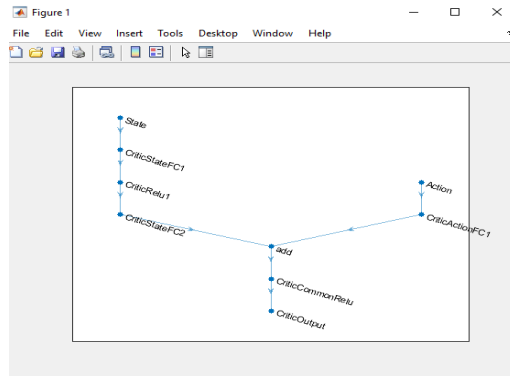 Figure 1
File Edit View Insert Tools Desktop Window Help
State
CriticStateFC1
CriticRelu1
Action
CriticStateFC2
CriticActionFC1
add
CriticCommonRelu
CriticOutput